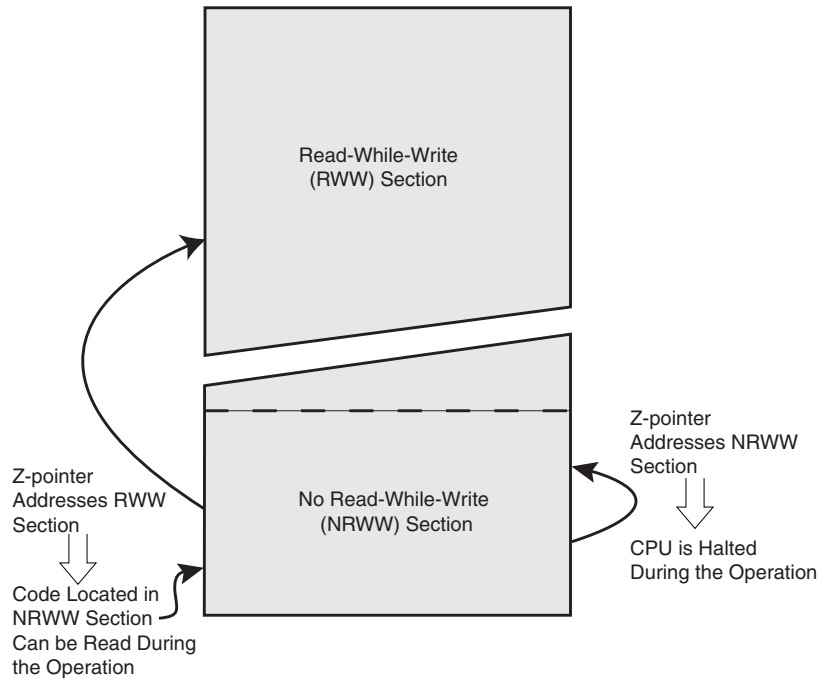 Read-While-Write
(RWW) Section
Z-pointer
Addresses NRWW
Section
Z-pointer
Addresses RWW
Section
No Read-While-Write
(NRWW) Section
CPU is Halted
During the Operation
Code Located in
NRWW Section
Can be Read During
the Operation